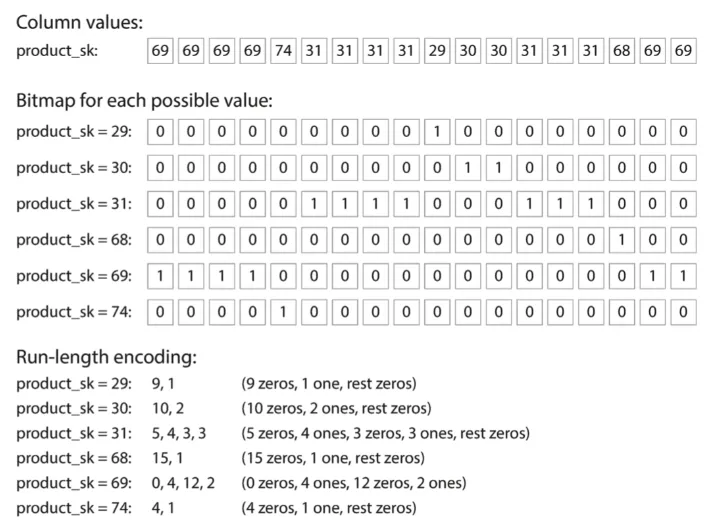 Column values:
product_sk: 69 69 69 69 74 31 31 31 31 29 30 30 31 31 31 68 69 69
Bitmap for each possible value:
product_sk = 29: 0 0 0 0 0 0 0 0 0 1 0 0 0 0 0 0 0 0
product_sk = 30: 0 0 0 0 0 0 0 0 0 0 1 1 0 0 0 0 0 0
product_sk = 31: 0 0 0 0 0 1 1 1 1 0 0 0 1 1 1 0 0 0
product_sk = 68: 0 0 0 0 0 0 0 0 0 0 0 0 0 0 0 1 0 0
product_sk = 69: 1 1 1 1 0 0 0 0 0 0 0 0 0 0 0 0 1 1
product_sk = 74: 0 0 0 0 1 0 0 0 0 0 0 0 0 0 0 0 0 0
Run-length encoding:
product_sk = 29: 9, 1 (9 zeros, 1 one, rest zeros)
product_sk = 30: 10, 2 (10 zeros, 2 ones, rest zeros)
product_sk = 31: 5, 4, 3, 3 (5 zeros, 4 ones, 3 zeros, 3 ones, rest zeros)
product_sk = 68: 15, 1 (15 zeros, 1 one, rest zeros)
product_sk = 69: 0, 4, 12, 2 (0 zeros, 4 ones, 12 zeros, 2 ones)
product_sk = 74: 4, 1 (4 zeros, 1 one, rest zeros)